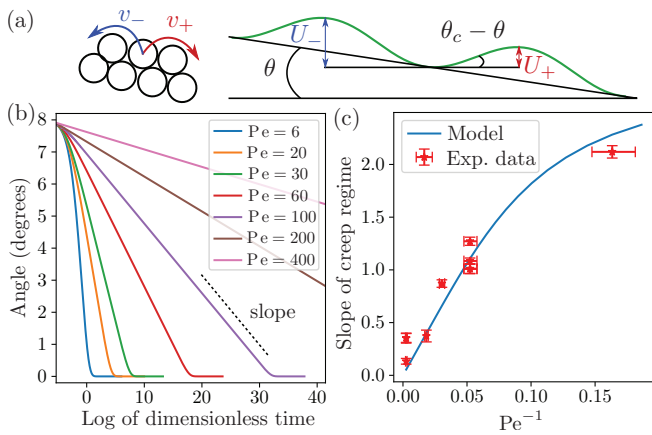 (a)
v₋
v₊
θ
U₋
θc − θ
U₊
(b)
Angle (degrees)
8
7
6
5
4
3
2
1
0
Pe = 6
Pe = 20
Pe = 30
Pe = 60
Pe = 100
Pe = 200
Pe = 400
slope
0 10 20 30 40
Log of dimensionless time
(c)
Slope of creep regime
2.0
1.5
1.0
0.5
0.0
Model
Exp. data
0.00 0.05 0.10 0.15
Pe⁻¹